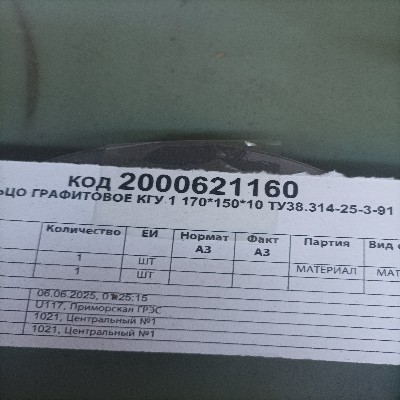 КОД 2000621160
ЬЦО ГРАФИТОВОЕ КГУ 1 170*150*10 ТУ38.314-25-3-91
Количество ЕИ Нормат АЗ Факт АЗ Партия Вид
1 ШТ
1 ШТ МАТЕРИАЛ МАТ
06.06.2025,
U117, Приморская ГРЭС
1021, Центральный №1
1021, Центральный №1